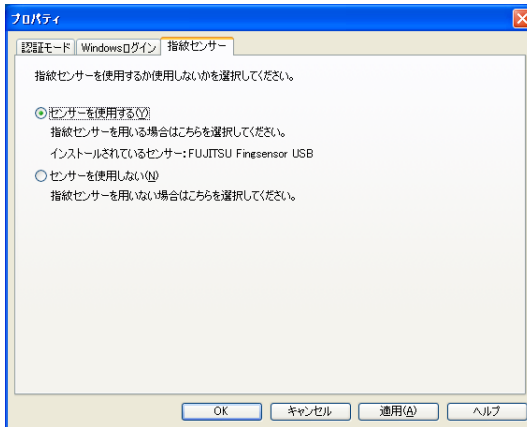 プロパティ
認証モード Windowsログイン 指紋センサー
指紋センサーを使用するか使用しないかを選択してください。
センサーを使用する(Y)
指紋センサーを用いる場合はこちらを選択してください。
インストールされているセンサー:FUJITSU Fingsensor USB
センサーを使用しない(N)
指紋センサーを用いない場合はこちらを選択してください。
OK キャンセル 適用(A) ヘルプ